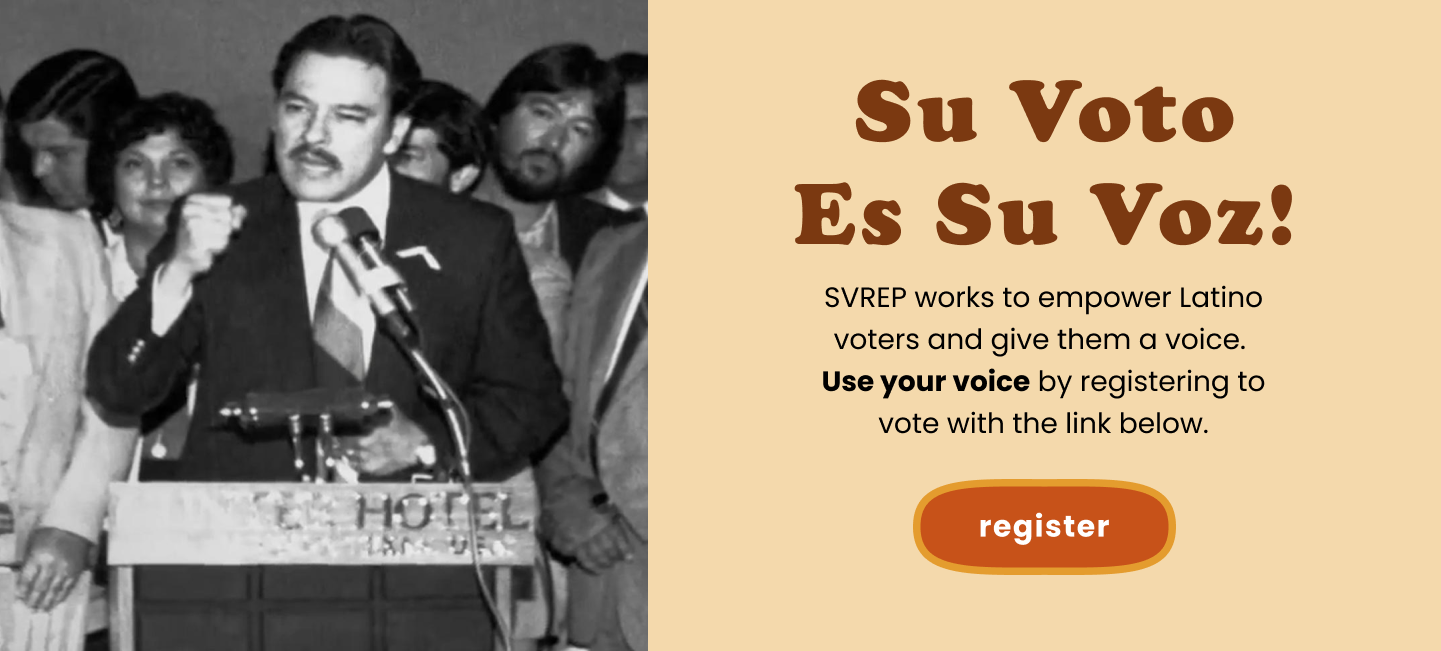 Su Voto
Es Su Voz!
SVREP works to empower Latino
voters and give them a voice.
Use your voice by registering to
vote with the link below.
register
HOTEL